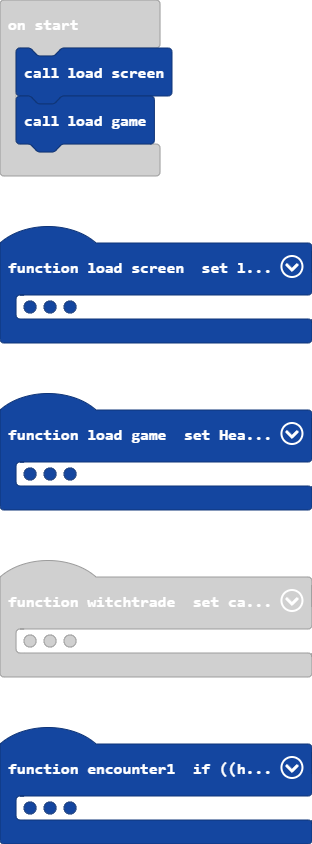 on start
call load screen
call load game
function load screen set l...
function load game set Hea...
function witchtrade set ca...
function encounter1 if ((h...